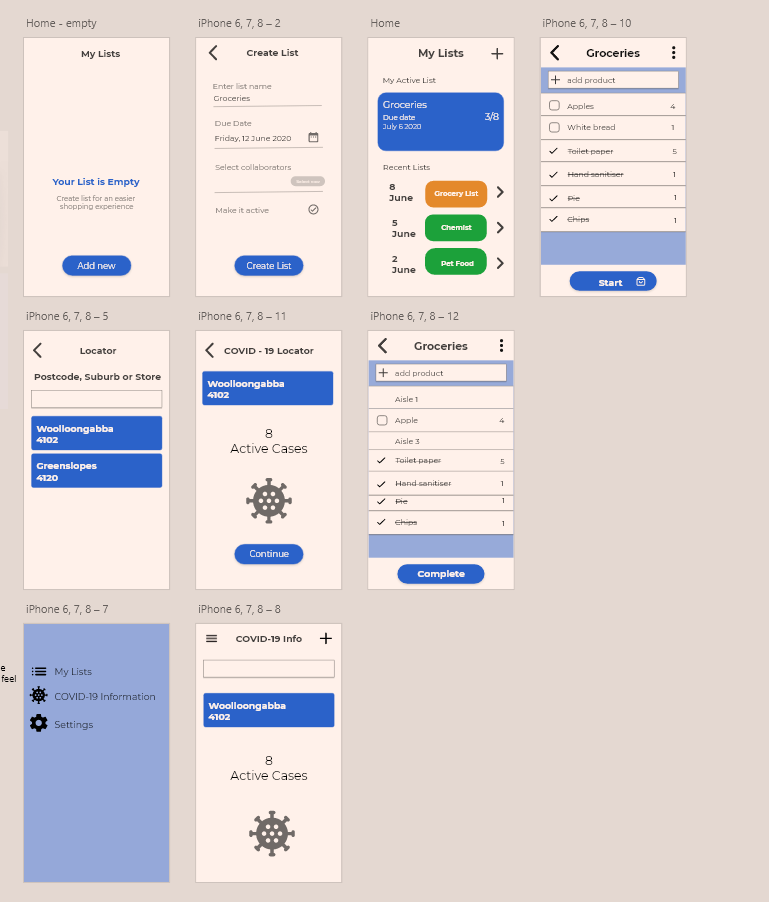 Home - empty
My Lists
Your List is Empty
Create list for an easier
shopping experience
Add new
iPhone 6, 7, 8 – 2
Create List
Enter list name
Groceries
Due Date
Friday, 12 June 2020
Select collaborators
Make it active
Create List
Home
My Lists
My Active List
Groceries
Due date
July 6 2020
3/8
Recent Lists
8
June
Grocery List
5
June
Chemist
2
June
Pet Food
iPhone 6, 7, 8 – 10
Groceries
add product
Apples 4
White bread 1
Toilet paper 5
Hand sanitiser 1
Pie 1
Chips 1
Start
iPhone 6, 7, 8 – 5
Locator
Postcode, Suburb or Store
Woolloongabba
4102
Greenslopes
4120
iPhone 6, 7, 8 – 11
COVID - 19 Locator
Woolloongabba
4102
8
Active Cases
Continue
iPhone 6, 7, 8 – 12
Groceries
add product
Aisle 1
Apple 4
Aisle 3
Toilet paper 5
Hand sanitiser 1
Pie 1
Chips 1
Complete
e
feel
iPhone 6, 7, 8 – 7
My Lists
COVID-19 Information
Settings
iPhone 6, 7, 8 – 8
COVID-19 Info
Woolloongabba
4102
8
Active Cases